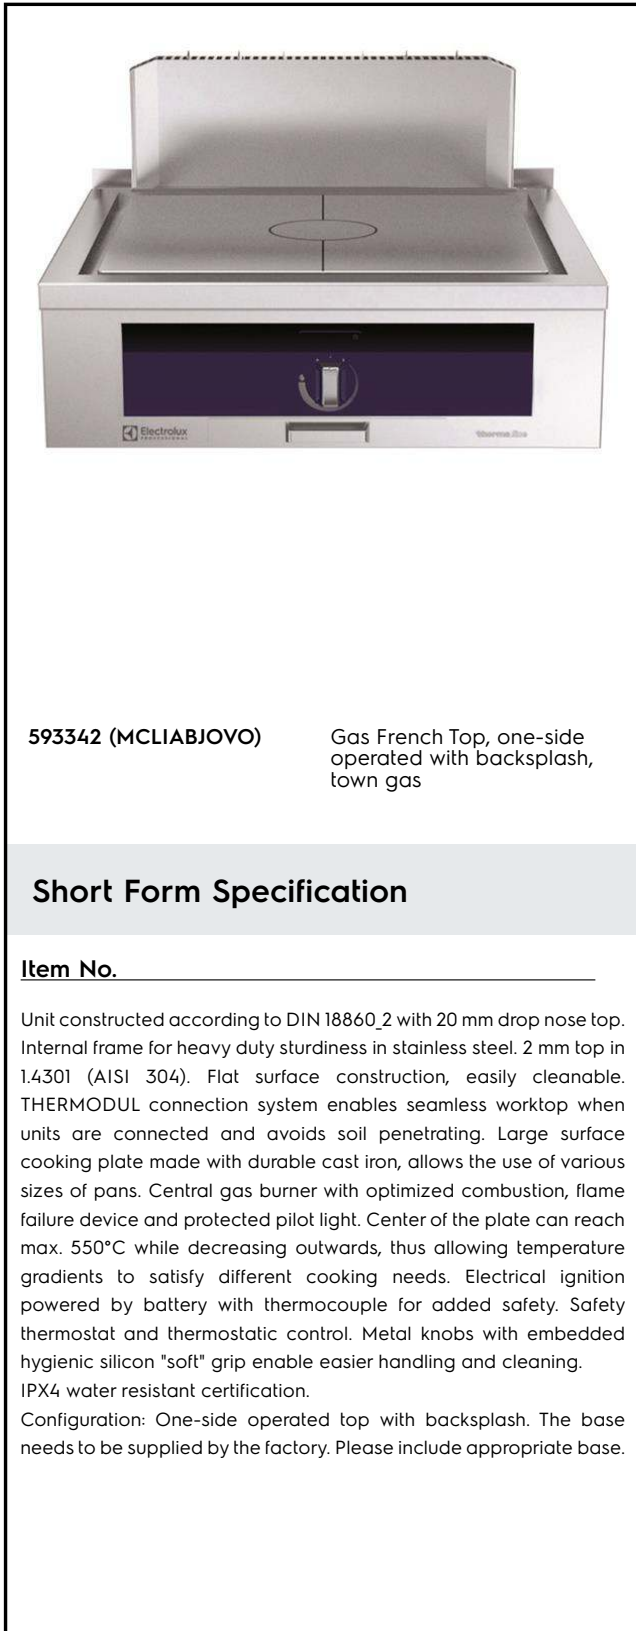 Electrolux
PROFESSIONAL
thermaline
593342 (MCLIABJOVO)
Gas French Top, one-side
operated with backsplash,
town gas
Short Form Specification
Item No.
Unit constructed according to DIN 18860_2 with 20 mm drop nose top.
Internal frame for heavy duty sturdiness in stainless steel. 2 mm top in
1.4301 (AISI 304). Flat surface construction, easily cleanable.
THERMODUL connection system enables seamless worktop when
units are connected and avoids soil penetrating. Large surface
cooking plate made with durable cast iron, allows the use of various
sizes of pans. Central gas burner with optimized combustion, flame
failure device and protected pilot light. Center of the plate can reach
max. 550°C while decreasing outwards, thus allowing temperature
gradients to satisfy different cooking needs. Electrical ignition
powered by battery with thermocouple for added safety. Safety
thermostat and thermostatic control. Metal knobs with embedded
hygienic silicon "soft" grip enable easier handling and cleaning.
IPX4 water resistant certification.
Configuration: One-side operated top with backsplash. The base
needs to be supplied by the factory. Please include appropriate base.